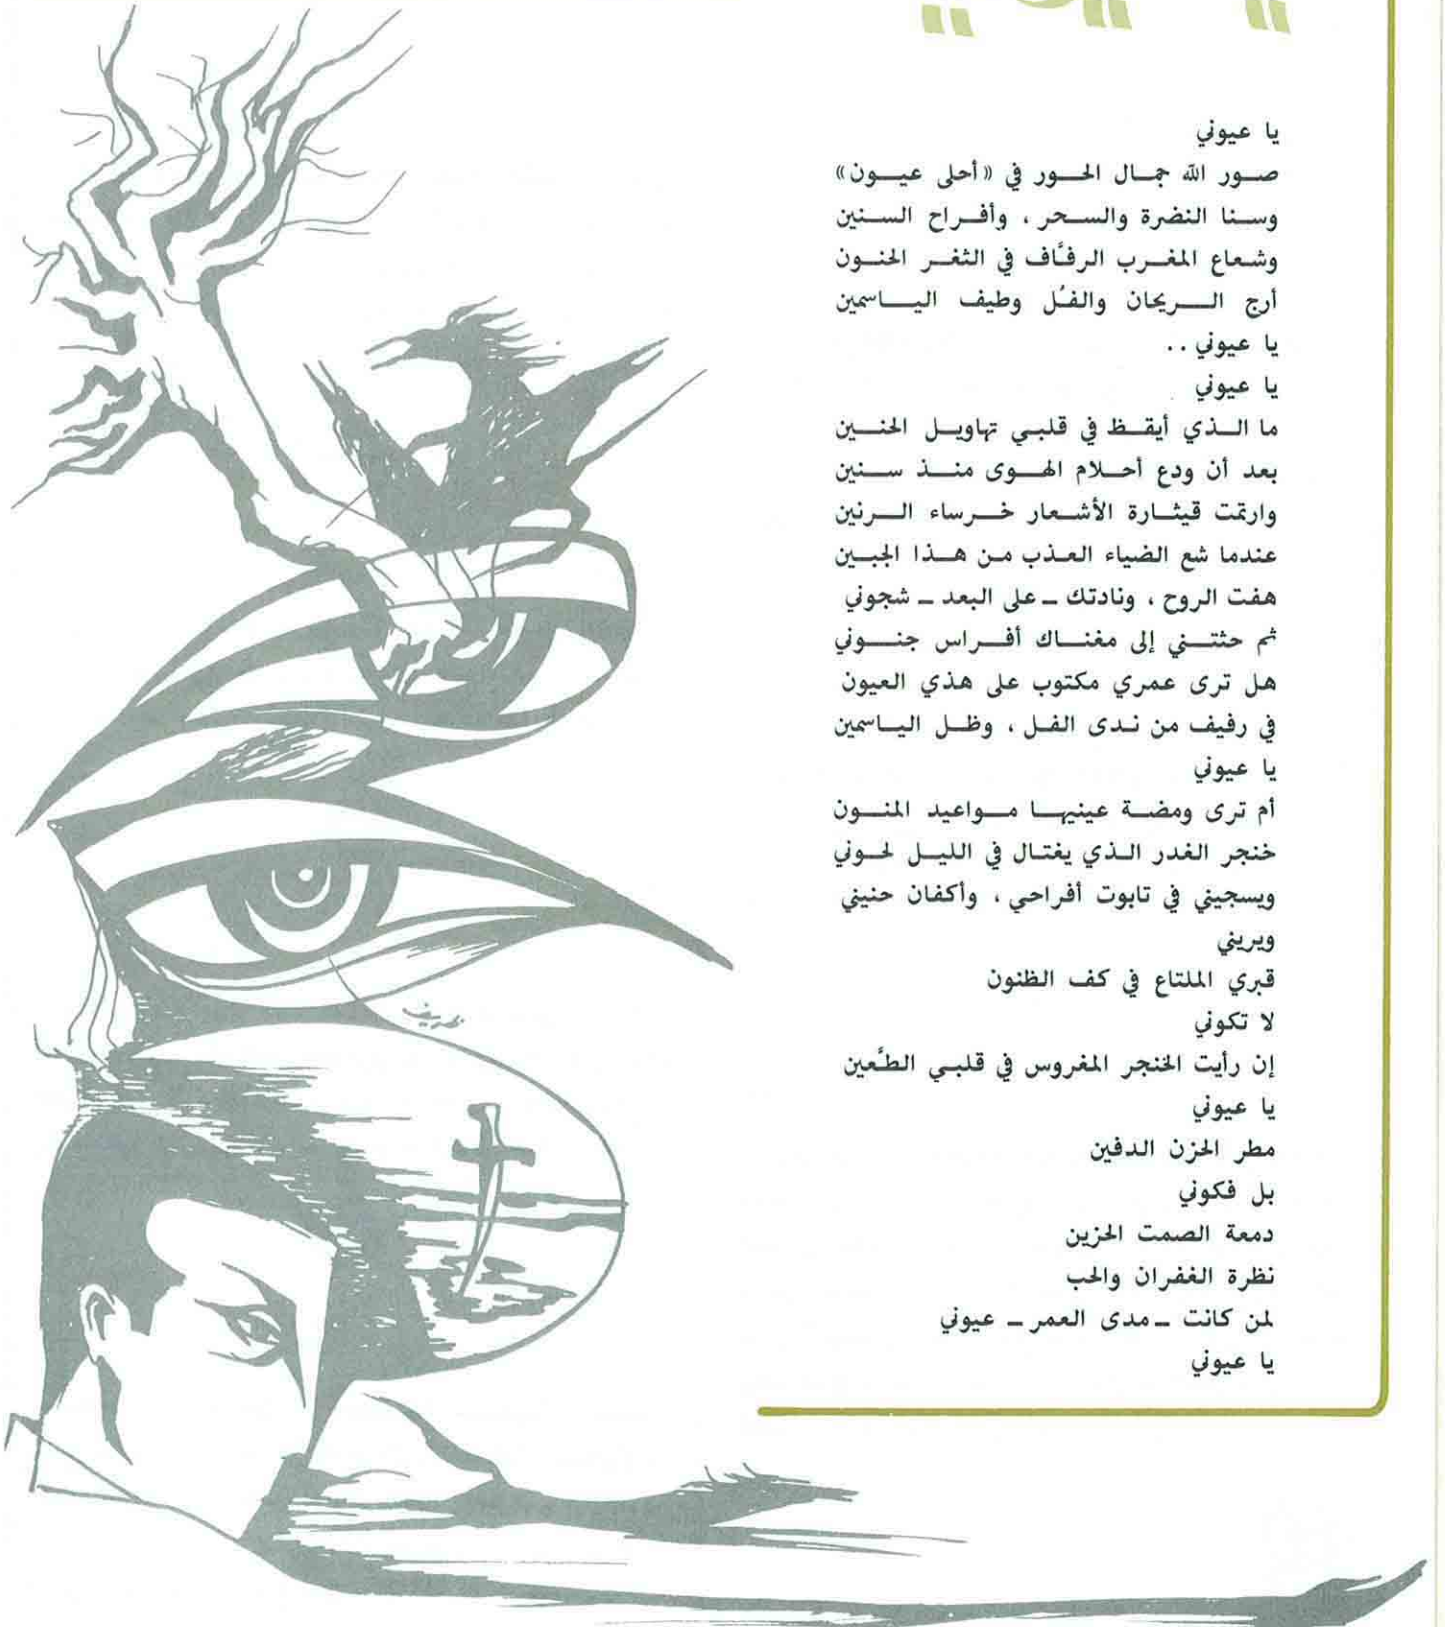 يا عيوني
صور الله جمال الحور في «أحلى عيون»
وسنا النضرة والسحر ، وأفراح السنين
وشعاع المغرب الرفَّاف في الثغر الحنون
أرج الريحان والفُل وطيف الياسمين
يا عيوني ..
يا عيوني
ما الذي أيقظ في قلبي تهاويل الحنين
بعد أن ودع أحلام الهوى منذ سنين
وارتمت قيثارة الأشعار خرساء الرنين
عندما شع الضياء العذب من هذا الجبين
هفت الروح ، ونادتك ــ على البعد ــ شجوني
ثم حثتني إلى مغناك أفراس جنوني
هل ترى عمري مكتوب على هذي العيون
في رفيف من ندى الفل ، وظل الياسمين
يا عيوني
أم ترى ومضة عينيها مواعيد المنون
خنجر الغدر الذي يغتال في الليل لحوني
ويسجيني في تابوت أفراحي ، وأكفان حنيني
ويريني
قبري الملتاع في كف الظنون
لا تكوني
إن رأيت الخنجر المغروس في قلبي الطَّعين
يا عيوني
مطر الحزن الدفين
بل فكوني
دمعة الصمت الحزين
نظرة الغفران والحب
لمن كانت ــ مدى العمر ــ عيوني
يا عيوني